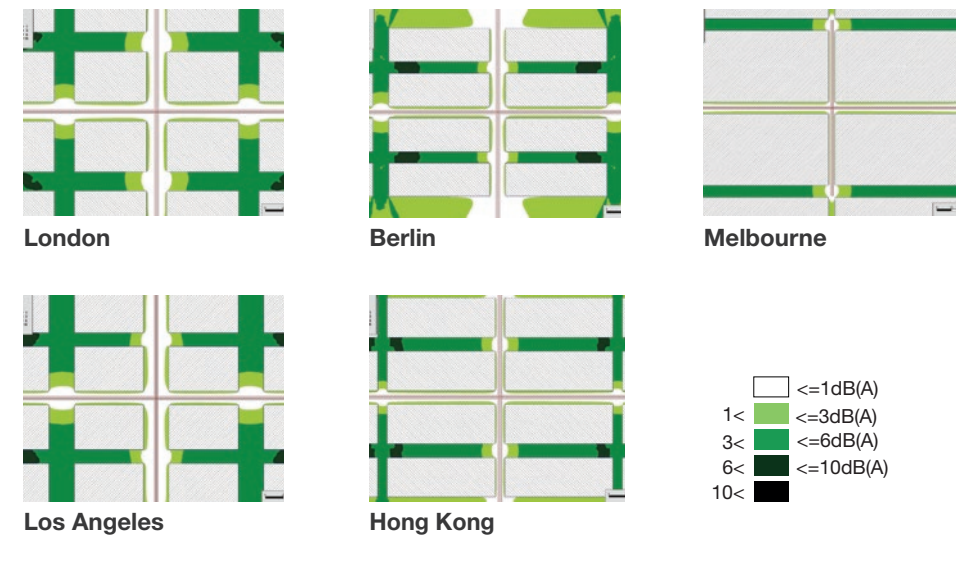 London
Berlin
Melbourne
Los Angeles
Hong Kong
<=1dB(A)
1< <=3dB(A)
3< <=6dB(A)
6< <=10dB(A)
10<